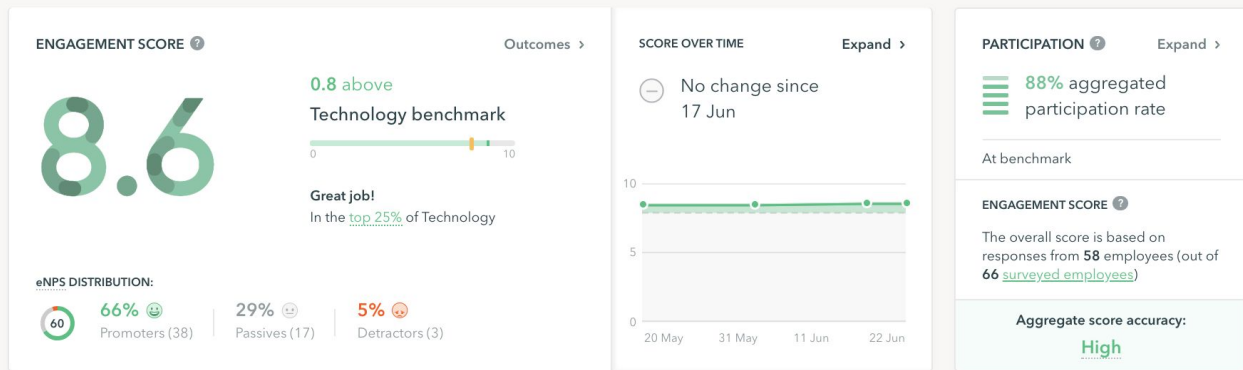 ENGAGEMENT SCORE ?
Outcomes >
8.6
0.8 above
Technology benchmark
0 10
Great job!
In the top 25% of Technology
eNPS DISTRIBUTION:
60
66%
Promoters (38)
29%
Passives (17)
5%
Detractors (3)
SCORE OVER TIME
Expand >
No change since
17 Jun
10
5
0
20 May 31 May 11 Jun 22 Jun
PARTICIPATION ?
Expand >
88% aggregated
participation rate
At benchmark
ENGAGEMENT SCORE ?
The overall score is based on
responses from 58 employees (out of
66 surveyed employees)
Aggregate score accuracy:
High